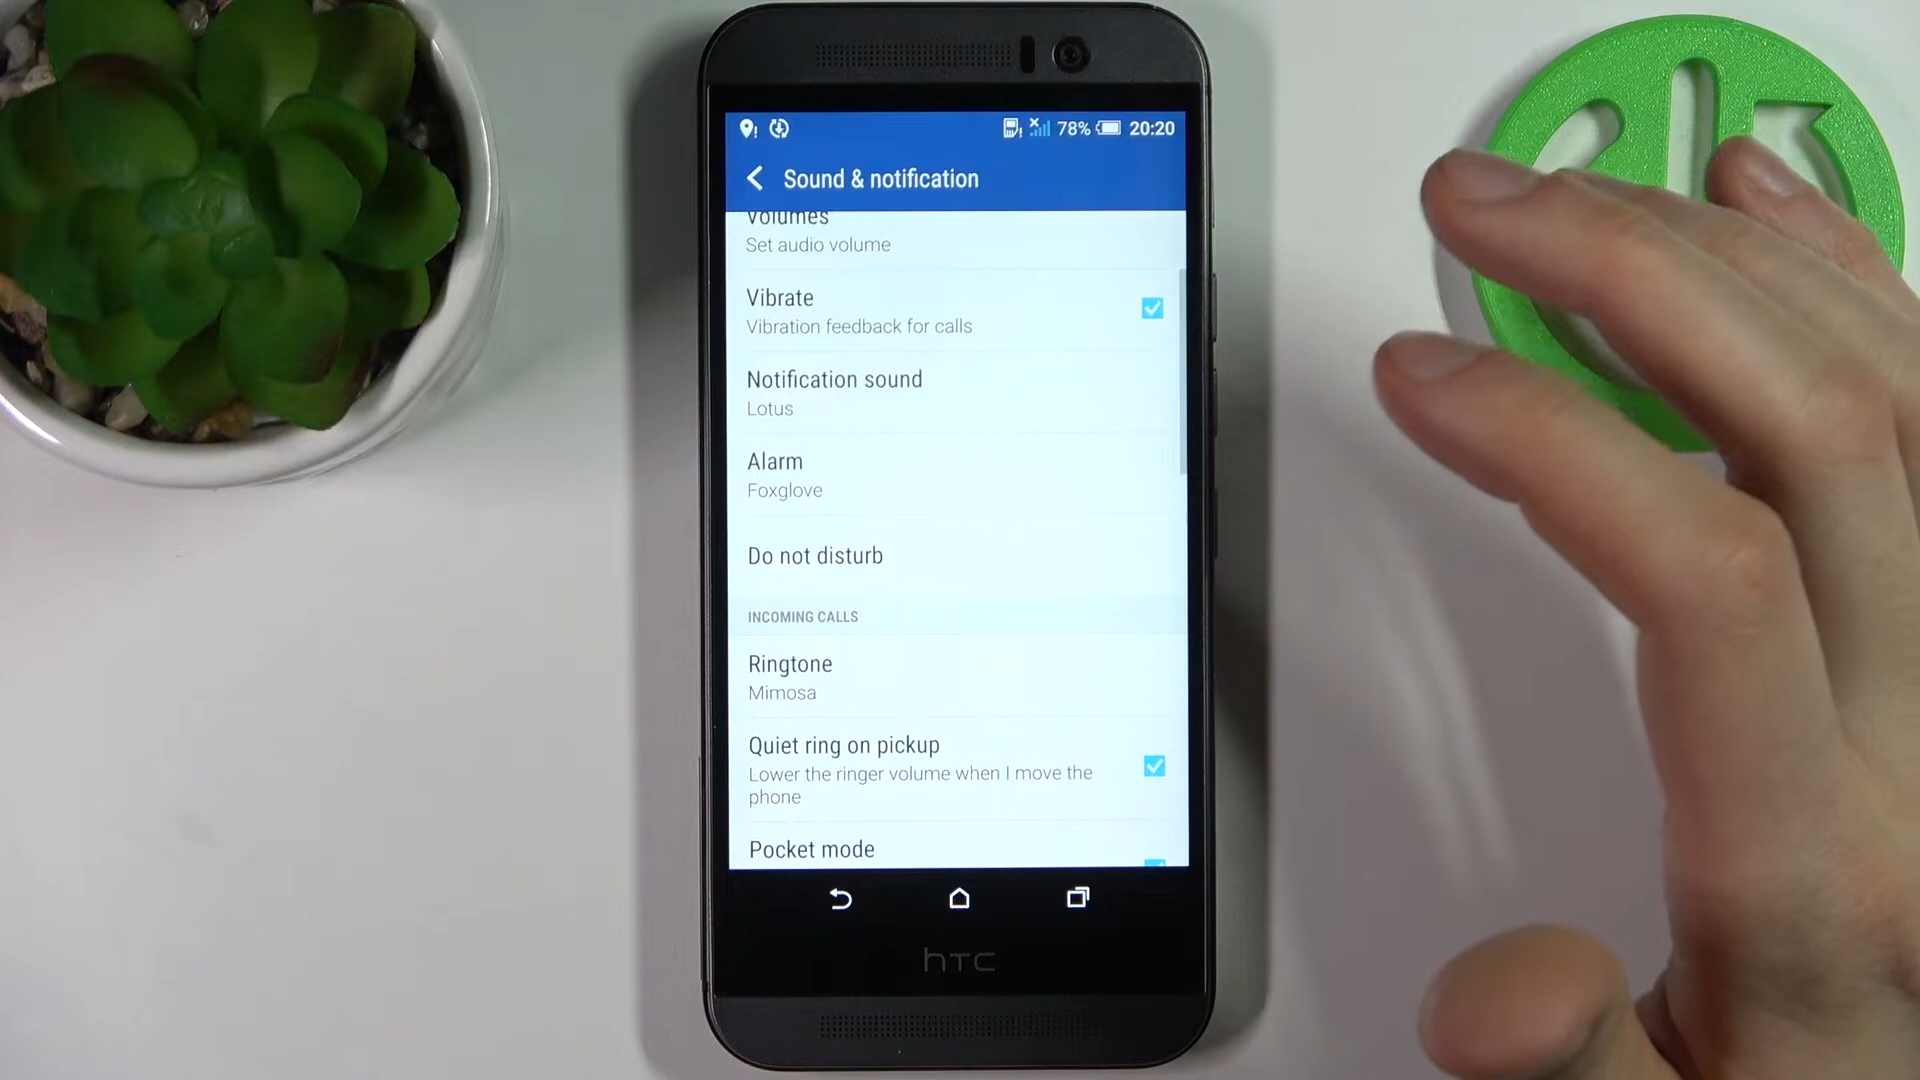 78% 20:20
Sound & notification
Volumes
Set audio volume
Vibrate
Vibration feedback for calls
Notification sound
Lotus
Alarm
Foxglove
Do not disturb
INCOMING CALLS
Ringtone
Mimosa
Quiet ring on pickup
Lower the ringer volume when I move the
phone
Pocket mode
hTC